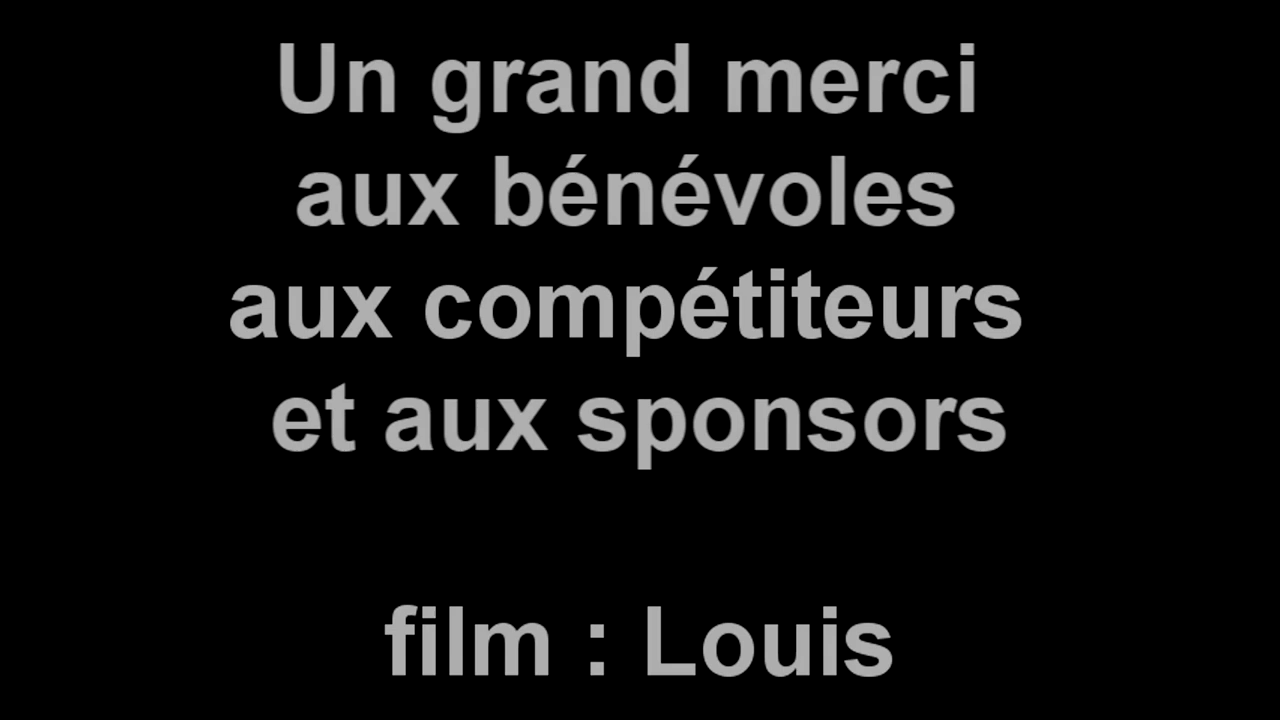 Un grand merci
aux bénévoles
aux compétiteurs
et aux sponsors
film : Louis